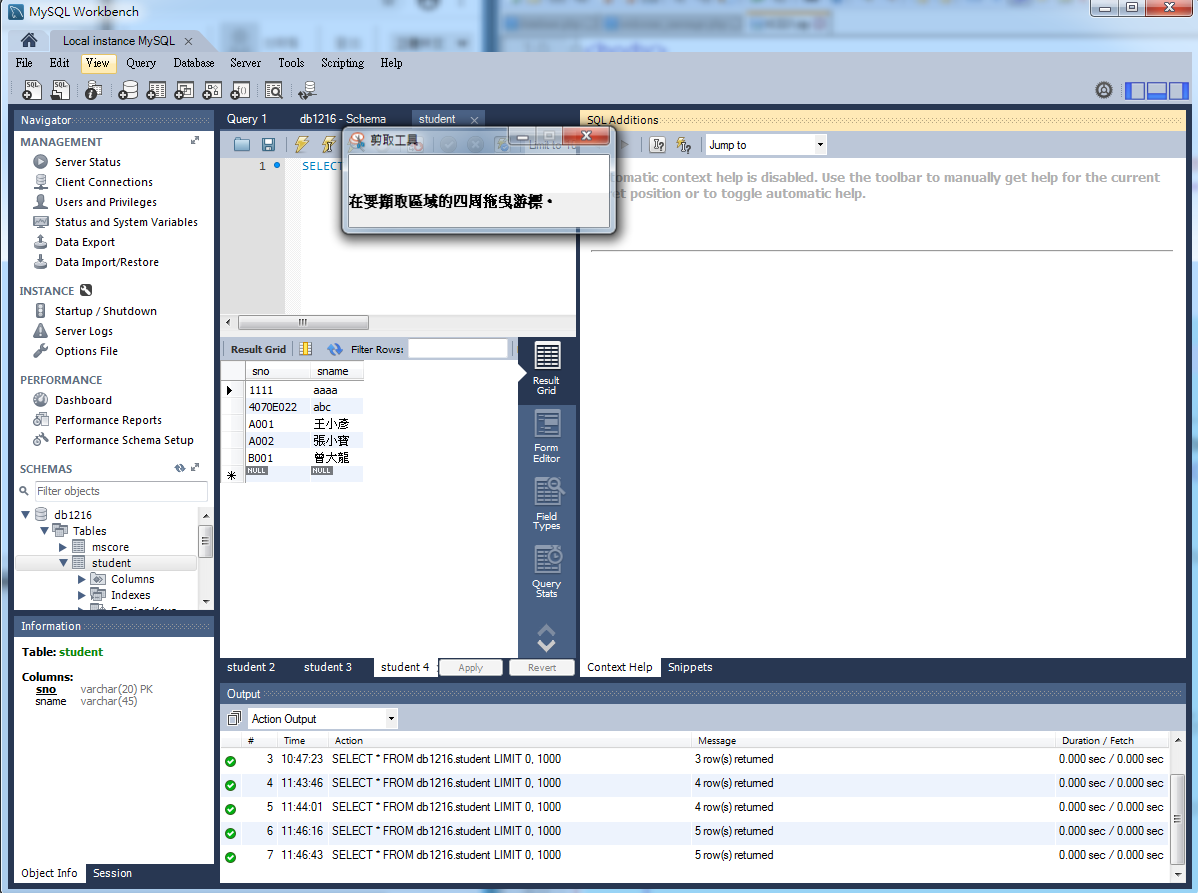 MySQL Workbench
Local instance MySQL
File Edit View Query Database Server Tools Scripting Help
Navigator
MANAGEMENT
Server Status
Client Connections
Users and Privileges
Status and System Variables
Data Export
Data Import/Restore
INSTANCE
Startup / Shutdown
Server Logs
Options File
PERFORMANCE
Dashboard
Performance Reports
Performance Schema Setup
SCHEMAS
Filter objects
db1216
Tables
mscore
student
Columns
Indexes
Foreign Keys
Information
Table: student
Columns:
sno varchar(20) PK
sname varchar(45)
Object Info Session
Query 1 db1216 - Schema student
1 SELECT
剪取工具
在要擷取區域的四周拖曳游標。
Result Grid Filter Rows:
sno sname
1111 aaaa
4070E022 abc
A001 王小彥
A002 張小寶
B001 曾大龍
NULL NULL
Result Grid
Form Editor
Field Types
Query Stats
student 2 student 3 student 4 Apply Revert
SQL Additions
Jump to
omatic context help is disabled. Use the toolbar to manually get help for the current
et position or to toggle automatic help.
Context Help Snippets
Output
Action Output
# Time Action Message Duration / Fetch
3 10:47:23 SELECT * FROM db1216.student LIMIT 0, 1000 3 row(s) returned 0.000 sec / 0.000 sec
4 11:43:46 SELECT * FROM db1216.student LIMIT 0, 1000 4 row(s) returned 0.000 sec / 0.000 sec
5 11:44:01 SELECT * FROM db1216.student LIMIT 0, 1000 4 row(s) returned 0.000 sec / 0.000 sec
6 11:46:16 SELECT * FROM db1216.student LIMIT 0, 1000 5 row(s) returned 0.000 sec / 0.000 sec
7 11:46:43 SELECT * FROM db1216.student LIMIT 0, 1000 5 row(s) returned 0.000 sec / 0.000 sec